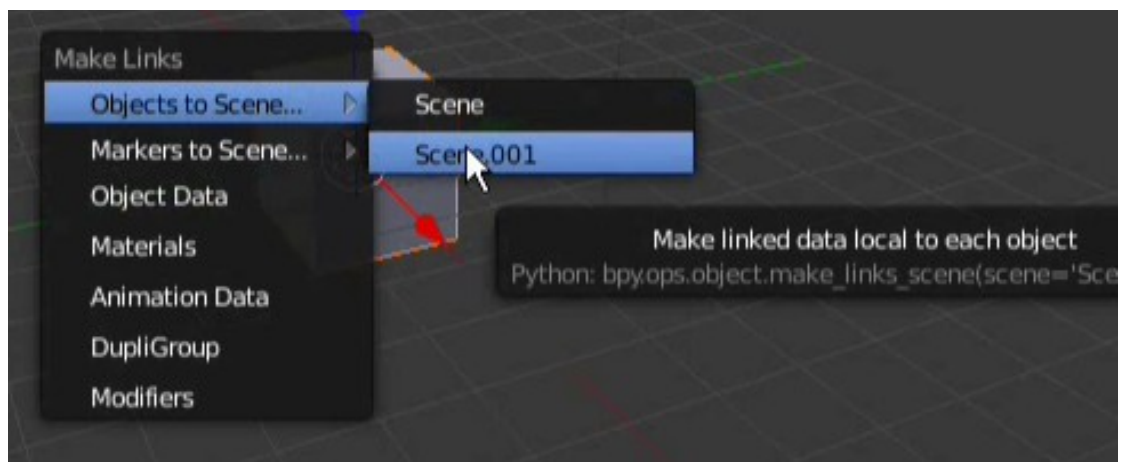 Make Links
Objects to Scene...
Scene
Markers to Scene...
Scene.001
Object Data
Make linked data local to each object
Materials
Python: bpy.ops.object.make_links_scene(scene='Sce
Animation Data
DupliGroup
Modifiers